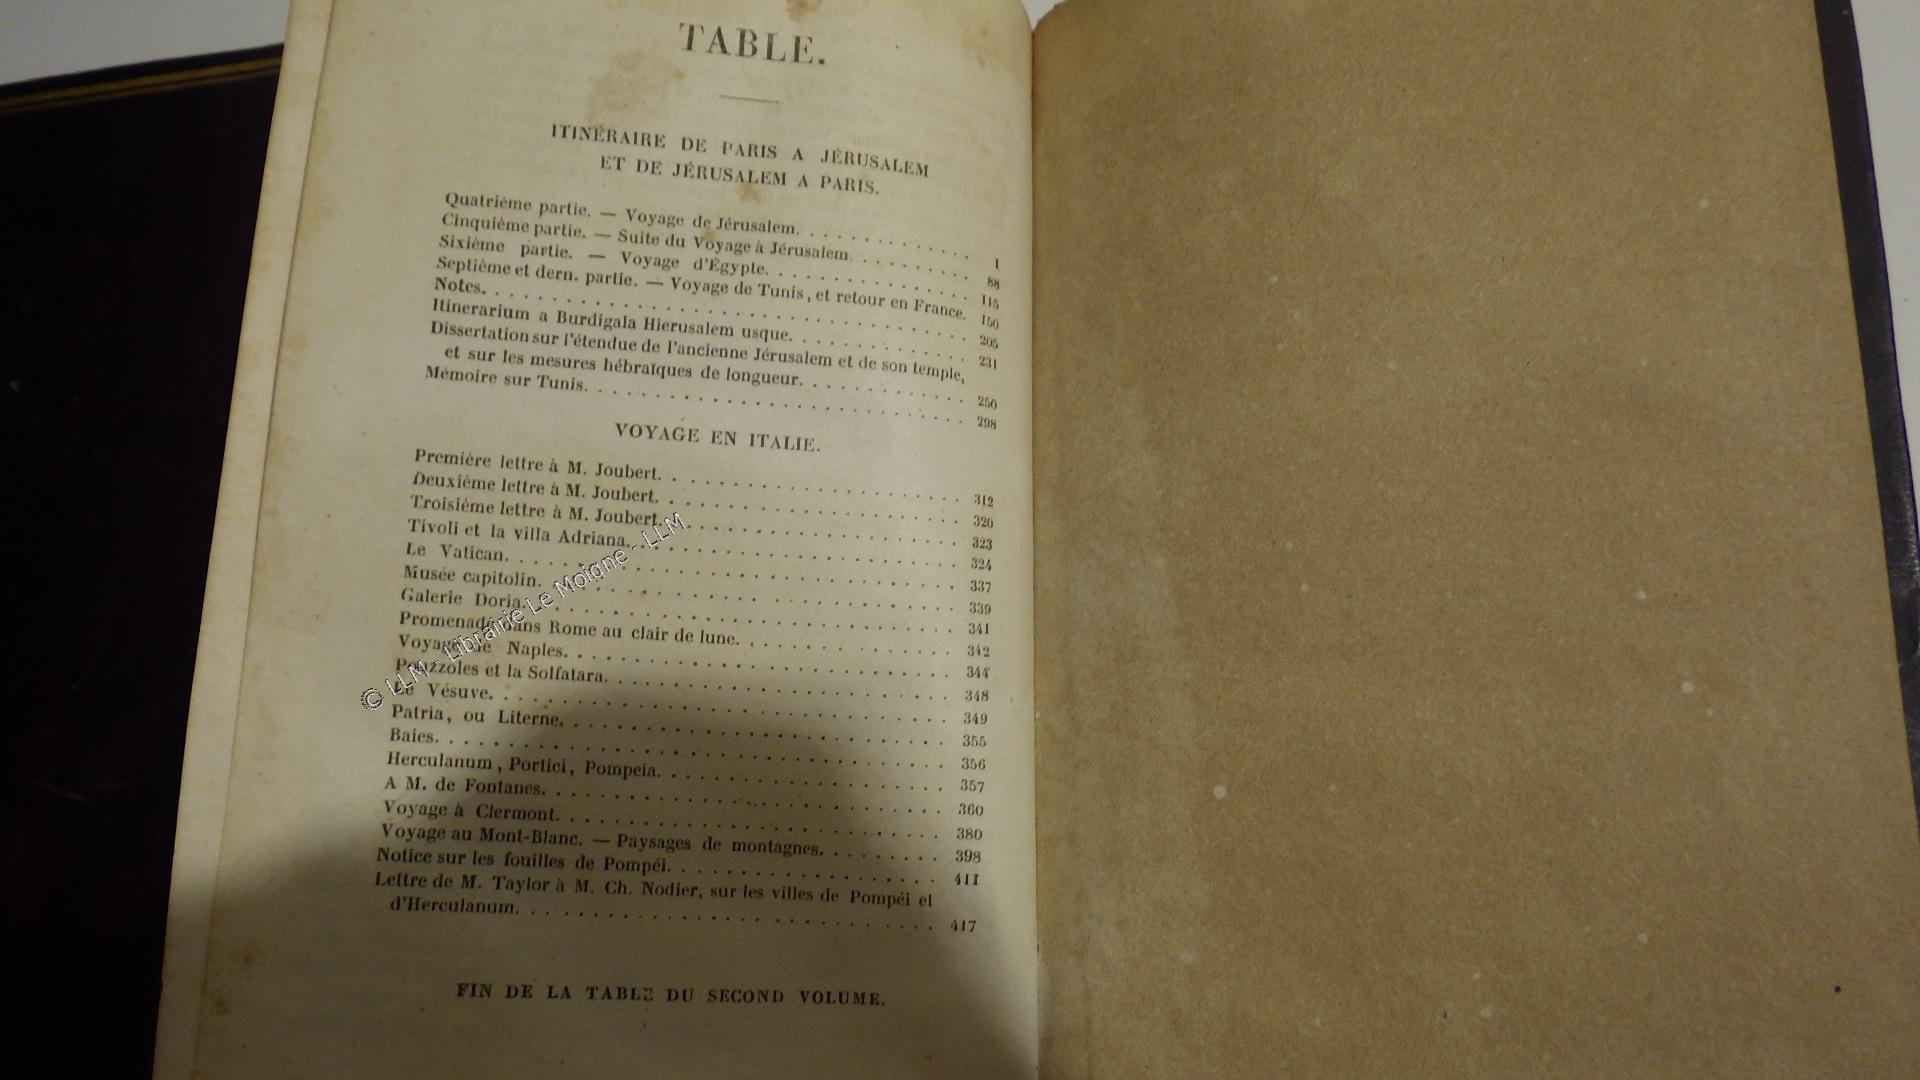 TABLE.
ITINÉRAIRE DE PARIS A JÉRUSALEM
ET DE JÉRUSALEM A PARIS.
Quatrième partie. — Voyage de Jérusalem. 1
Cinquième partie. — Suite du Voyage à Jérusalem. 88
Sixième partie. — Voyage d'Égypte. 115
Septième et dern. partie. — Voyage de Tunis, et retour en France. 150
Notes. 205
Itinerarium a Burdigala Hierusalem usque. 231
Dissertation sur l'étendue de l'ancienne Jérusalem et de son temple,
et sur les mesures hébraïques de longueur. 250
Mémoire sur Tunis. 298
VOYAGE EN ITALIE.
Première lettre à M. Joubert. 312
Deuxième lettre à M. Joubert. 320
Troisième lettre à M. Joubert. 323
Tivoli et la villa Adriana. 324
Le Vatican. 337
Musée capitolin. 339
Galerie Doria. 341
Promenade dans Rome au clair de lune. 342
Voyage de Naples. 344
Pouzzoles et la Solfatara. 348
Le Vésuve. 349
Patria, ou Literne. 355
Baies. 356
Herculanum, Portici, Pompeïa. 357
A M. de Fontanes. 360
Voyage à Clermont. 380
Voyage au Mont-Blanc. — Paysages de montagnes. 398
Notice sur les fouilles de Pompéi. 411
Lettre de M. Taylor à M. Ch. Nodier, sur les villes de Pompéi et
d'Herculanum. 417
FIN DE LA TABLE DU SECOND VOLUME.
© LLM - Librairie Le Moigne - LLM